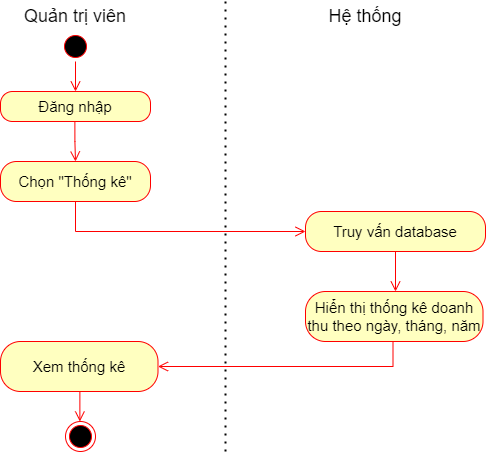 Quản trị viên
Hệ thống
Đăng nhập
Chọn "Thống kê"
Truy vấn database
Hiển thị thống kê doanh
thu theo ngày, tháng, năm
Xem thống kê